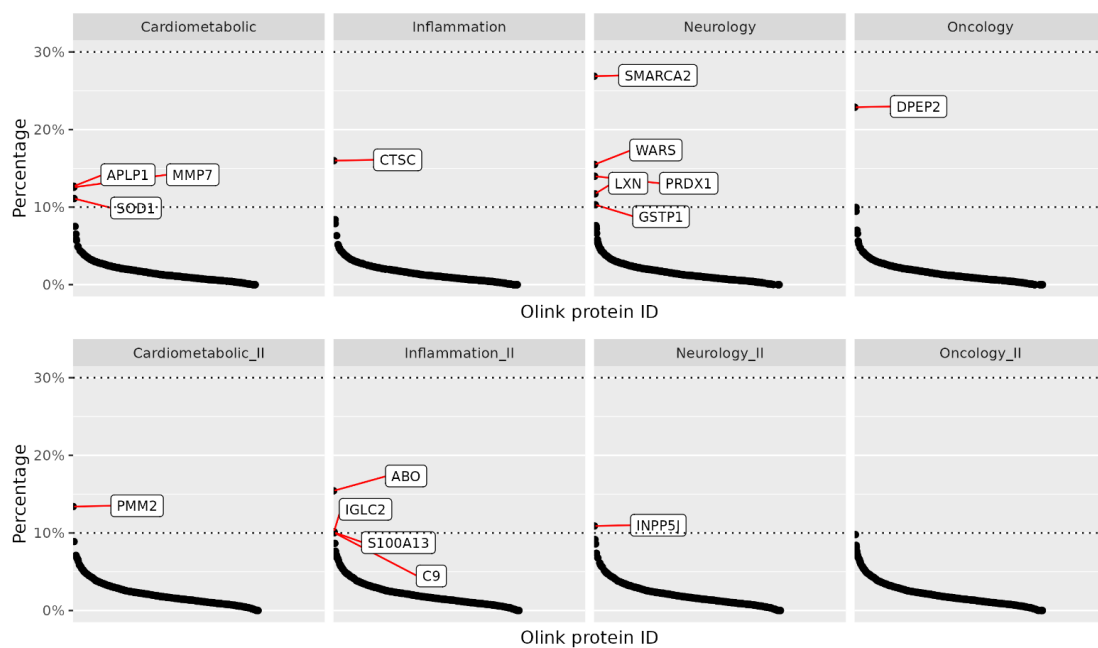 Cardiometabolic
Inflammation
Neurology
Oncology
Percentage
30%
20%
10%
0%
APLP1
MMP7
SOD1
CTSC
SMARCA2
WARS
LXN
PRDX1
GSTP1
DPEP2
Olink protein ID
Cardiometabolic_II
Inflammation_II
Neurology_II
Oncology_II
Percentage
30%
20%
10%
0%
PMM2
ABO
IGLC2
S100A13
C9
INPP5J
Olink protein ID